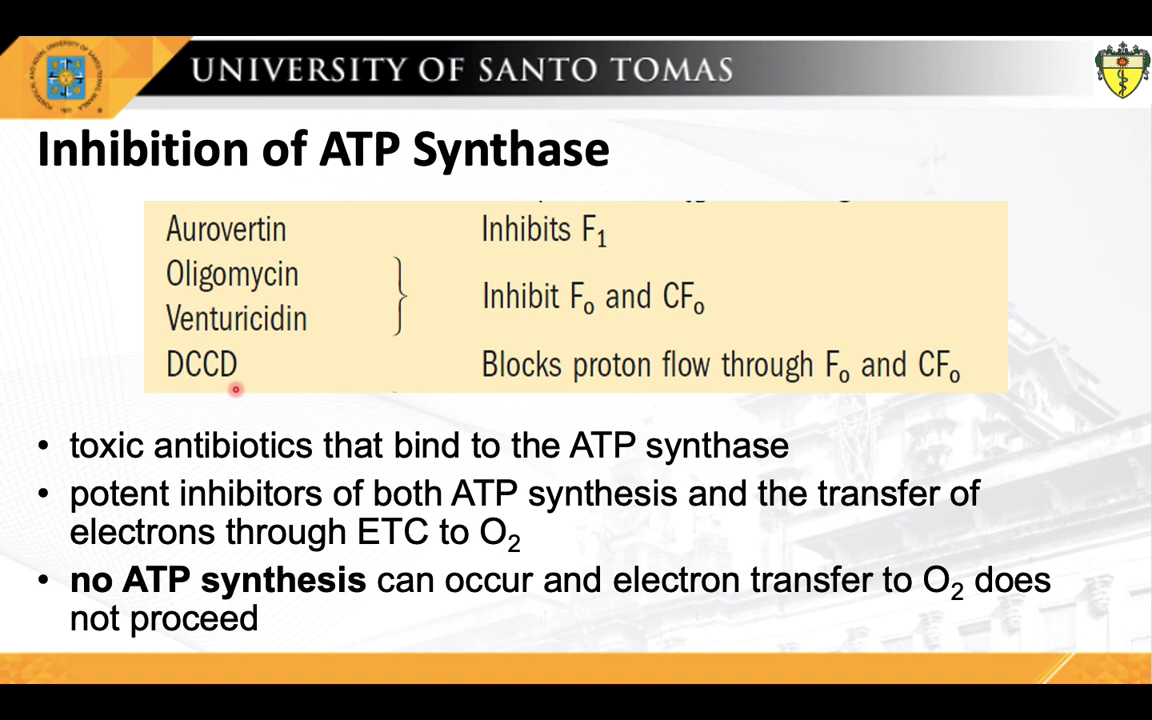 UNIVERSITY OF SANTO TOMAS
Inhibition of ATP Synthase
Aurovertin Inhibits F₁
Oligomycin
Venturicidin
} Inhibit Fₒ and CFₒ
DCCD Blocks proton flow through Fₒ and CFₒ
• toxic antibiotics that bind to the ATP synthase
• potent inhibitors of both ATP synthesis and the transfer of
electrons through ETC to O₂
• no ATP synthesis can occur and electron transfer to O₂ does
not proceed